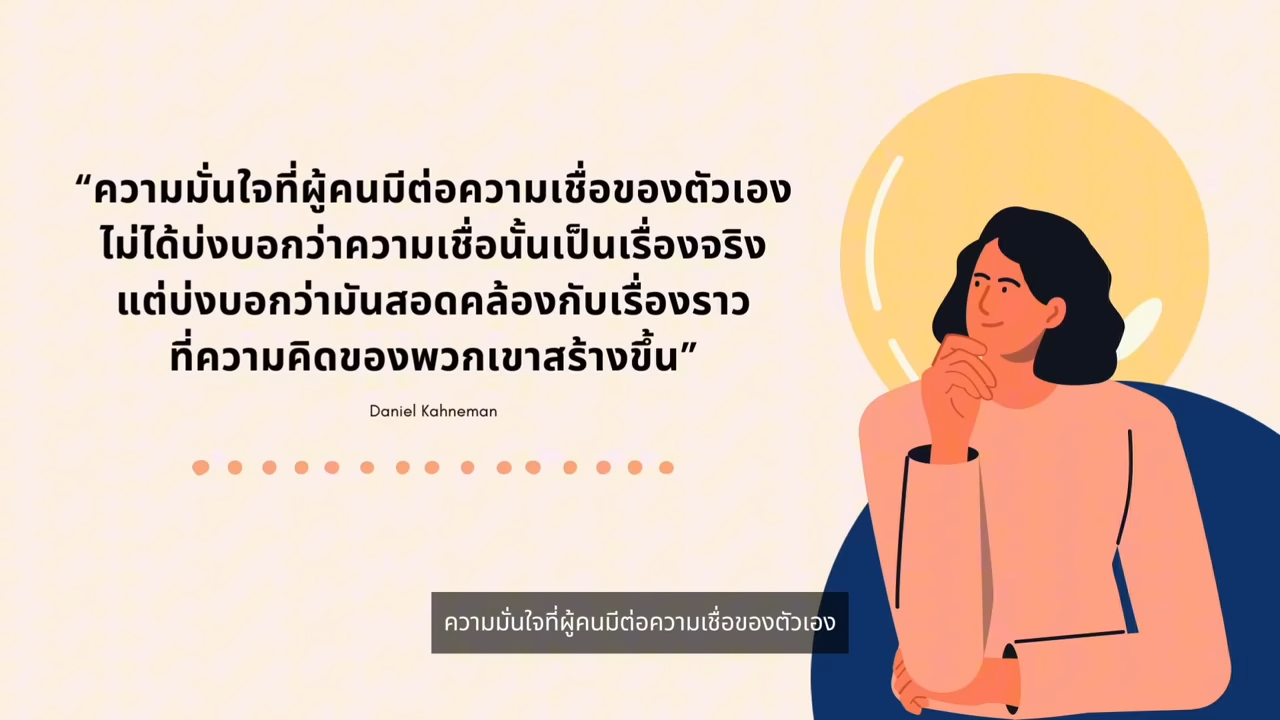 “ความมั่นใจที่ผู้คนมีต่อความเชื่อของตัวเอง
ไม่ได้บ่งบอกว่าความเชื่อนั้นเป็นเรื่องจริง
แต่บ่งบอกว่ามันสอดคล้องกับเรื่องราว
ที่ความคิดของพวกเขาสร้างขึ้น”
Daniel Kahneman
ความมั่นใจที่ผู้คนมีต่อความเชื่อของตัวเอง